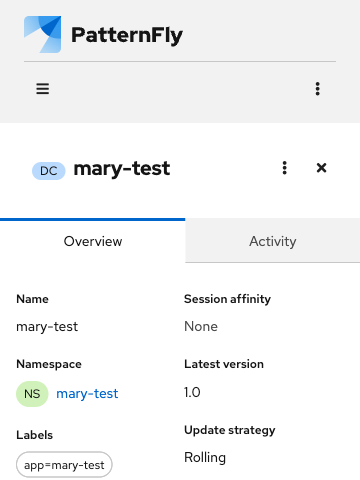 PatternFly
DC mary-test
Overview Activity
Name
mary-test
Namespace
NS mary-test
Labels
app=mary-test
Session affinity
None
Latest version
1.0
Update strategy
Rolling